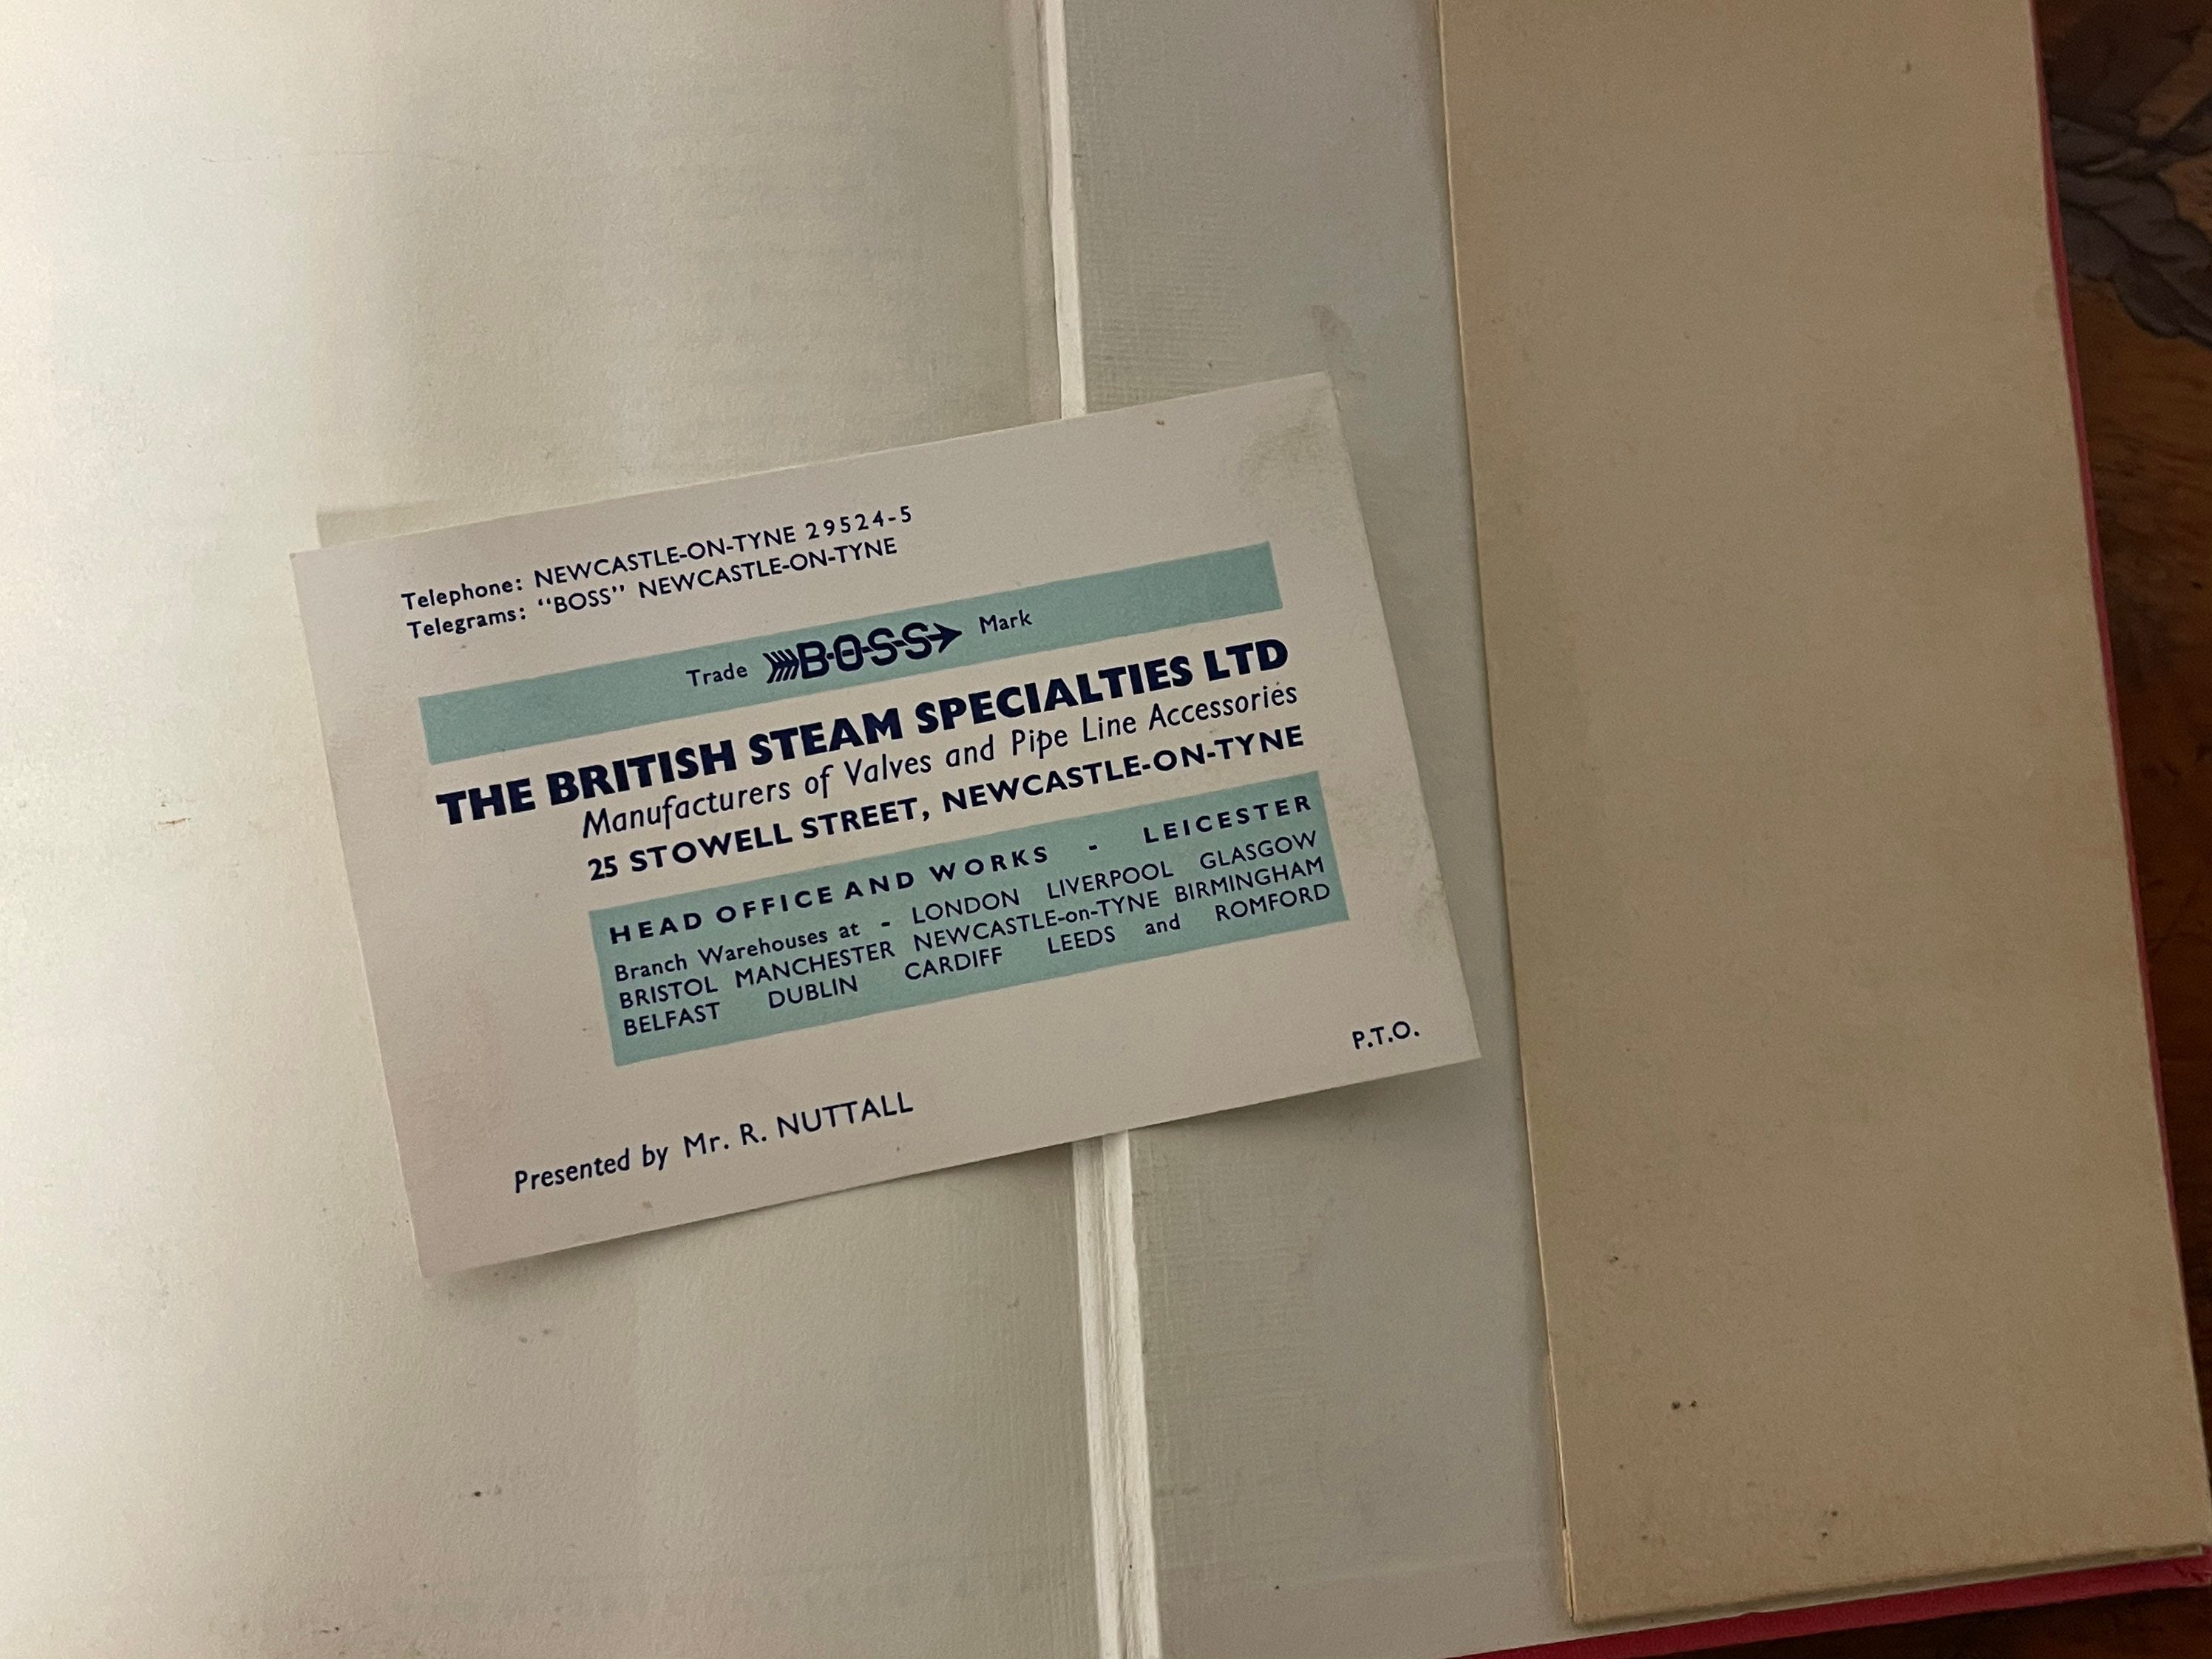 Telephone: NEWCASTLE-ON-TYNE 29524-5
Telegrams: “BOSS” NEWCASTLE-ON-TYNE
Trade BOSS Mark
THE BRITISH STEAM SPECIALTIES LTD
Manufacturers of Valves and Pipe Line Accessories
25 STOWELL STREET, NEWCASTLE-ON-TYNE
HEAD OFFICE AND WORKS - LEICESTER
Branch Warehouses at - LONDON LIVERPOOL GLASGOW
BRISTOL MANCHESTER NEWCASTLE-on-TYNE BIRMINGHAM
BELFAST DUBLIN CARDIFF LEEDS and ROMFORD
P.T.O.
Presented by Mr. R. NUTTALL